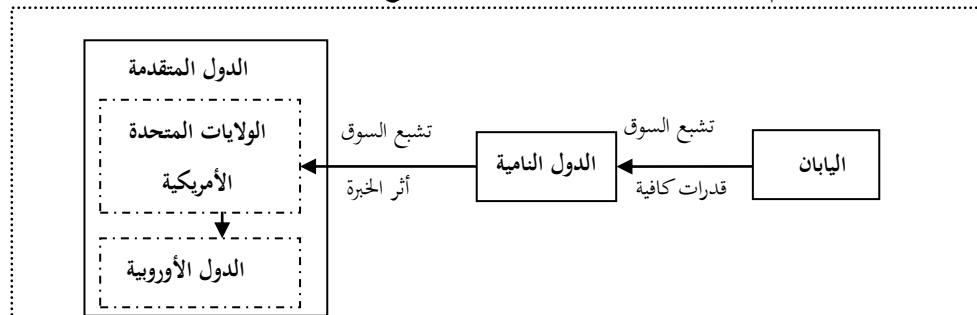 الدول المتقدمة
الولايات المتحدة
الأمريكية
الدول الأوروبية
تشبع السوق
أثر الخبرة
الدول النامية
تشبع السوق
قدرات كافية
اليابان